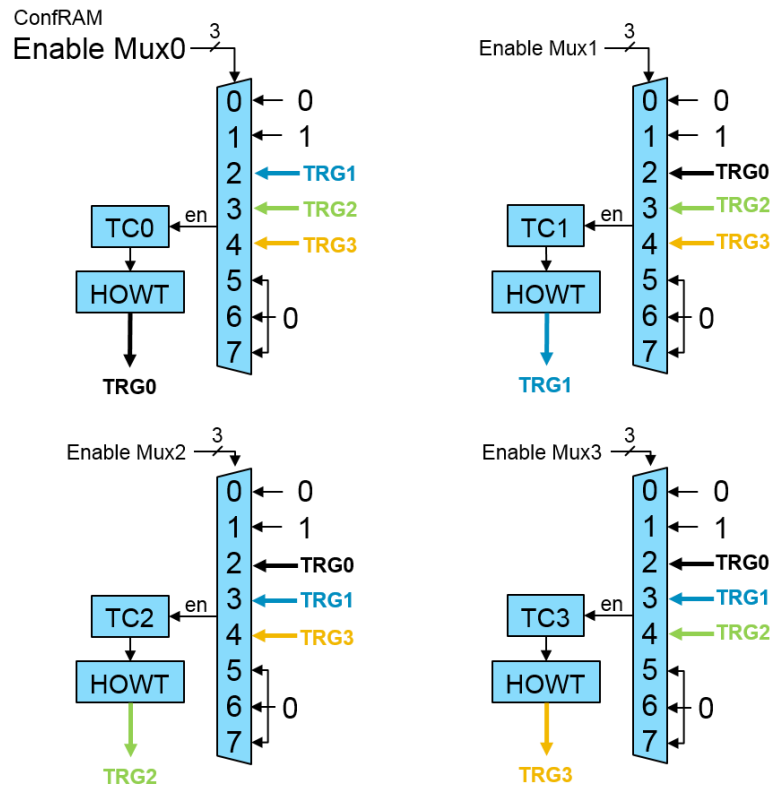 ConfRAM
Enable Mux0 3
0 0
1 1
2 TRG1
en
TC0 3 TRG2
4 TRG3
HOWT 5
6 0
7
TRG0
Enable Mux1 3
0 0
1 1
2 TRG0
en
TC1 3 TRG2
4 TRG3
HOWT 5
6 0
7
TRG1
Enable Mux2 3
0 0
1 1
2 TRG0
en
TC2 3 TRG1
4 TRG3
HOWT 5
6 0
7
TRG2
Enable Mux3 3
0 0
1 1
2 TRG0
en
TC3 3 TRG1
4 TRG2
HOWT 5
6 0
7
TRG3